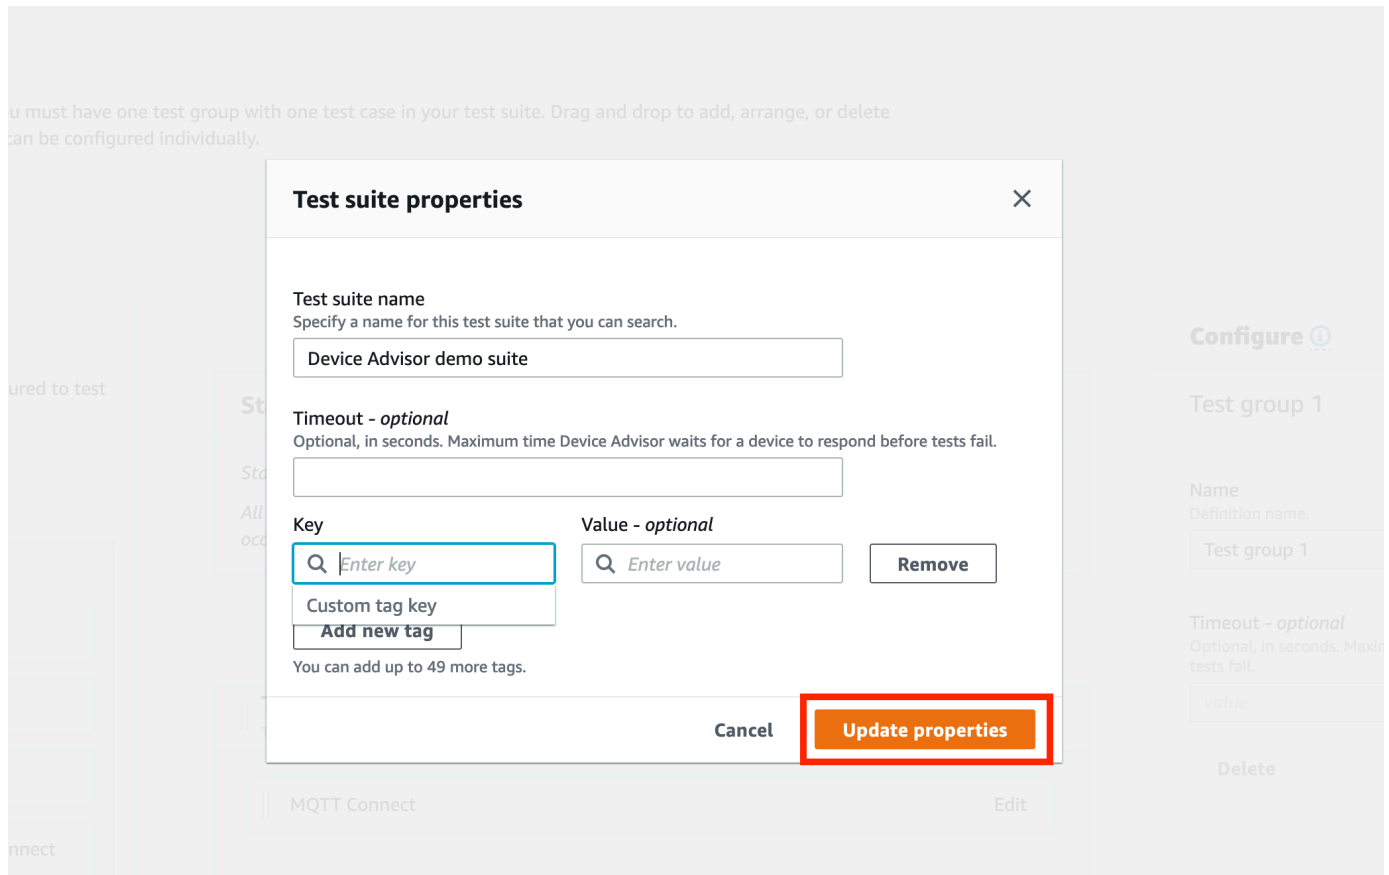 u must have one test group with one test case in your test suite. Drag and drop to add, arrange, or delete
can be configured individually.
Test suite properties
Test suite name
Specify a name for this test suite that you can search.
Device Advisor demo suite
Timeout - optional
Optional, in seconds. Maximum time Device Advisor waits for a device to respond before tests fail.
Key
Value - optional
Enter key
Enter value
Remove
Custom tag key
Add new tag
You can add up to 49 more tags.
Cancel
Update properties
ured to test
St
Sta
All
occ
MQTT Connect
Edit
nnect
Configure
Test group 1
Name
Definition name.
Test group 1
Timeout - optional
Optional, in seconds. Maxim
tests fail.
value
Delete